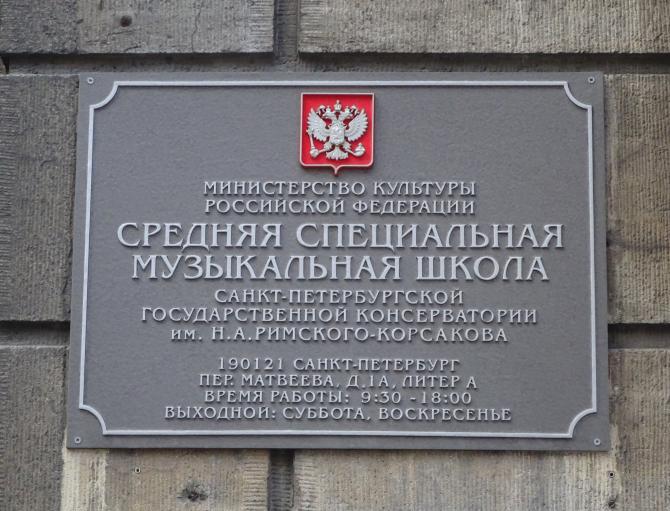 МИНИСТЕРСТВО КУЛЬТУРЫ
РОССИЙСКОЙ ФЕДЕРАЦИИ
СРЕДНЯЯ СПЕЦИАЛЬНАЯ
МУЗЫКАЛЬНАЯ ШКОЛА
САНКТ-ПЕТЕРБУРГСКОЙ
ГОСУДАРСТВЕННОЙ КОНСЕРВАТОРИИ
ИМ. Н.А.РИМСКОГО-КОРСАКОВА
190121 САНКТ-ПЕТЕРБУРГ
ПЕР. МАТВЕЕВА, Д.1А, ЛИТЕР А
ВРЕМЯ РАБОТЫ: 9:30 -18:00
ВЫХОДНОЙ: СУББОТА, ВОСКРЕСЕНЬЕ